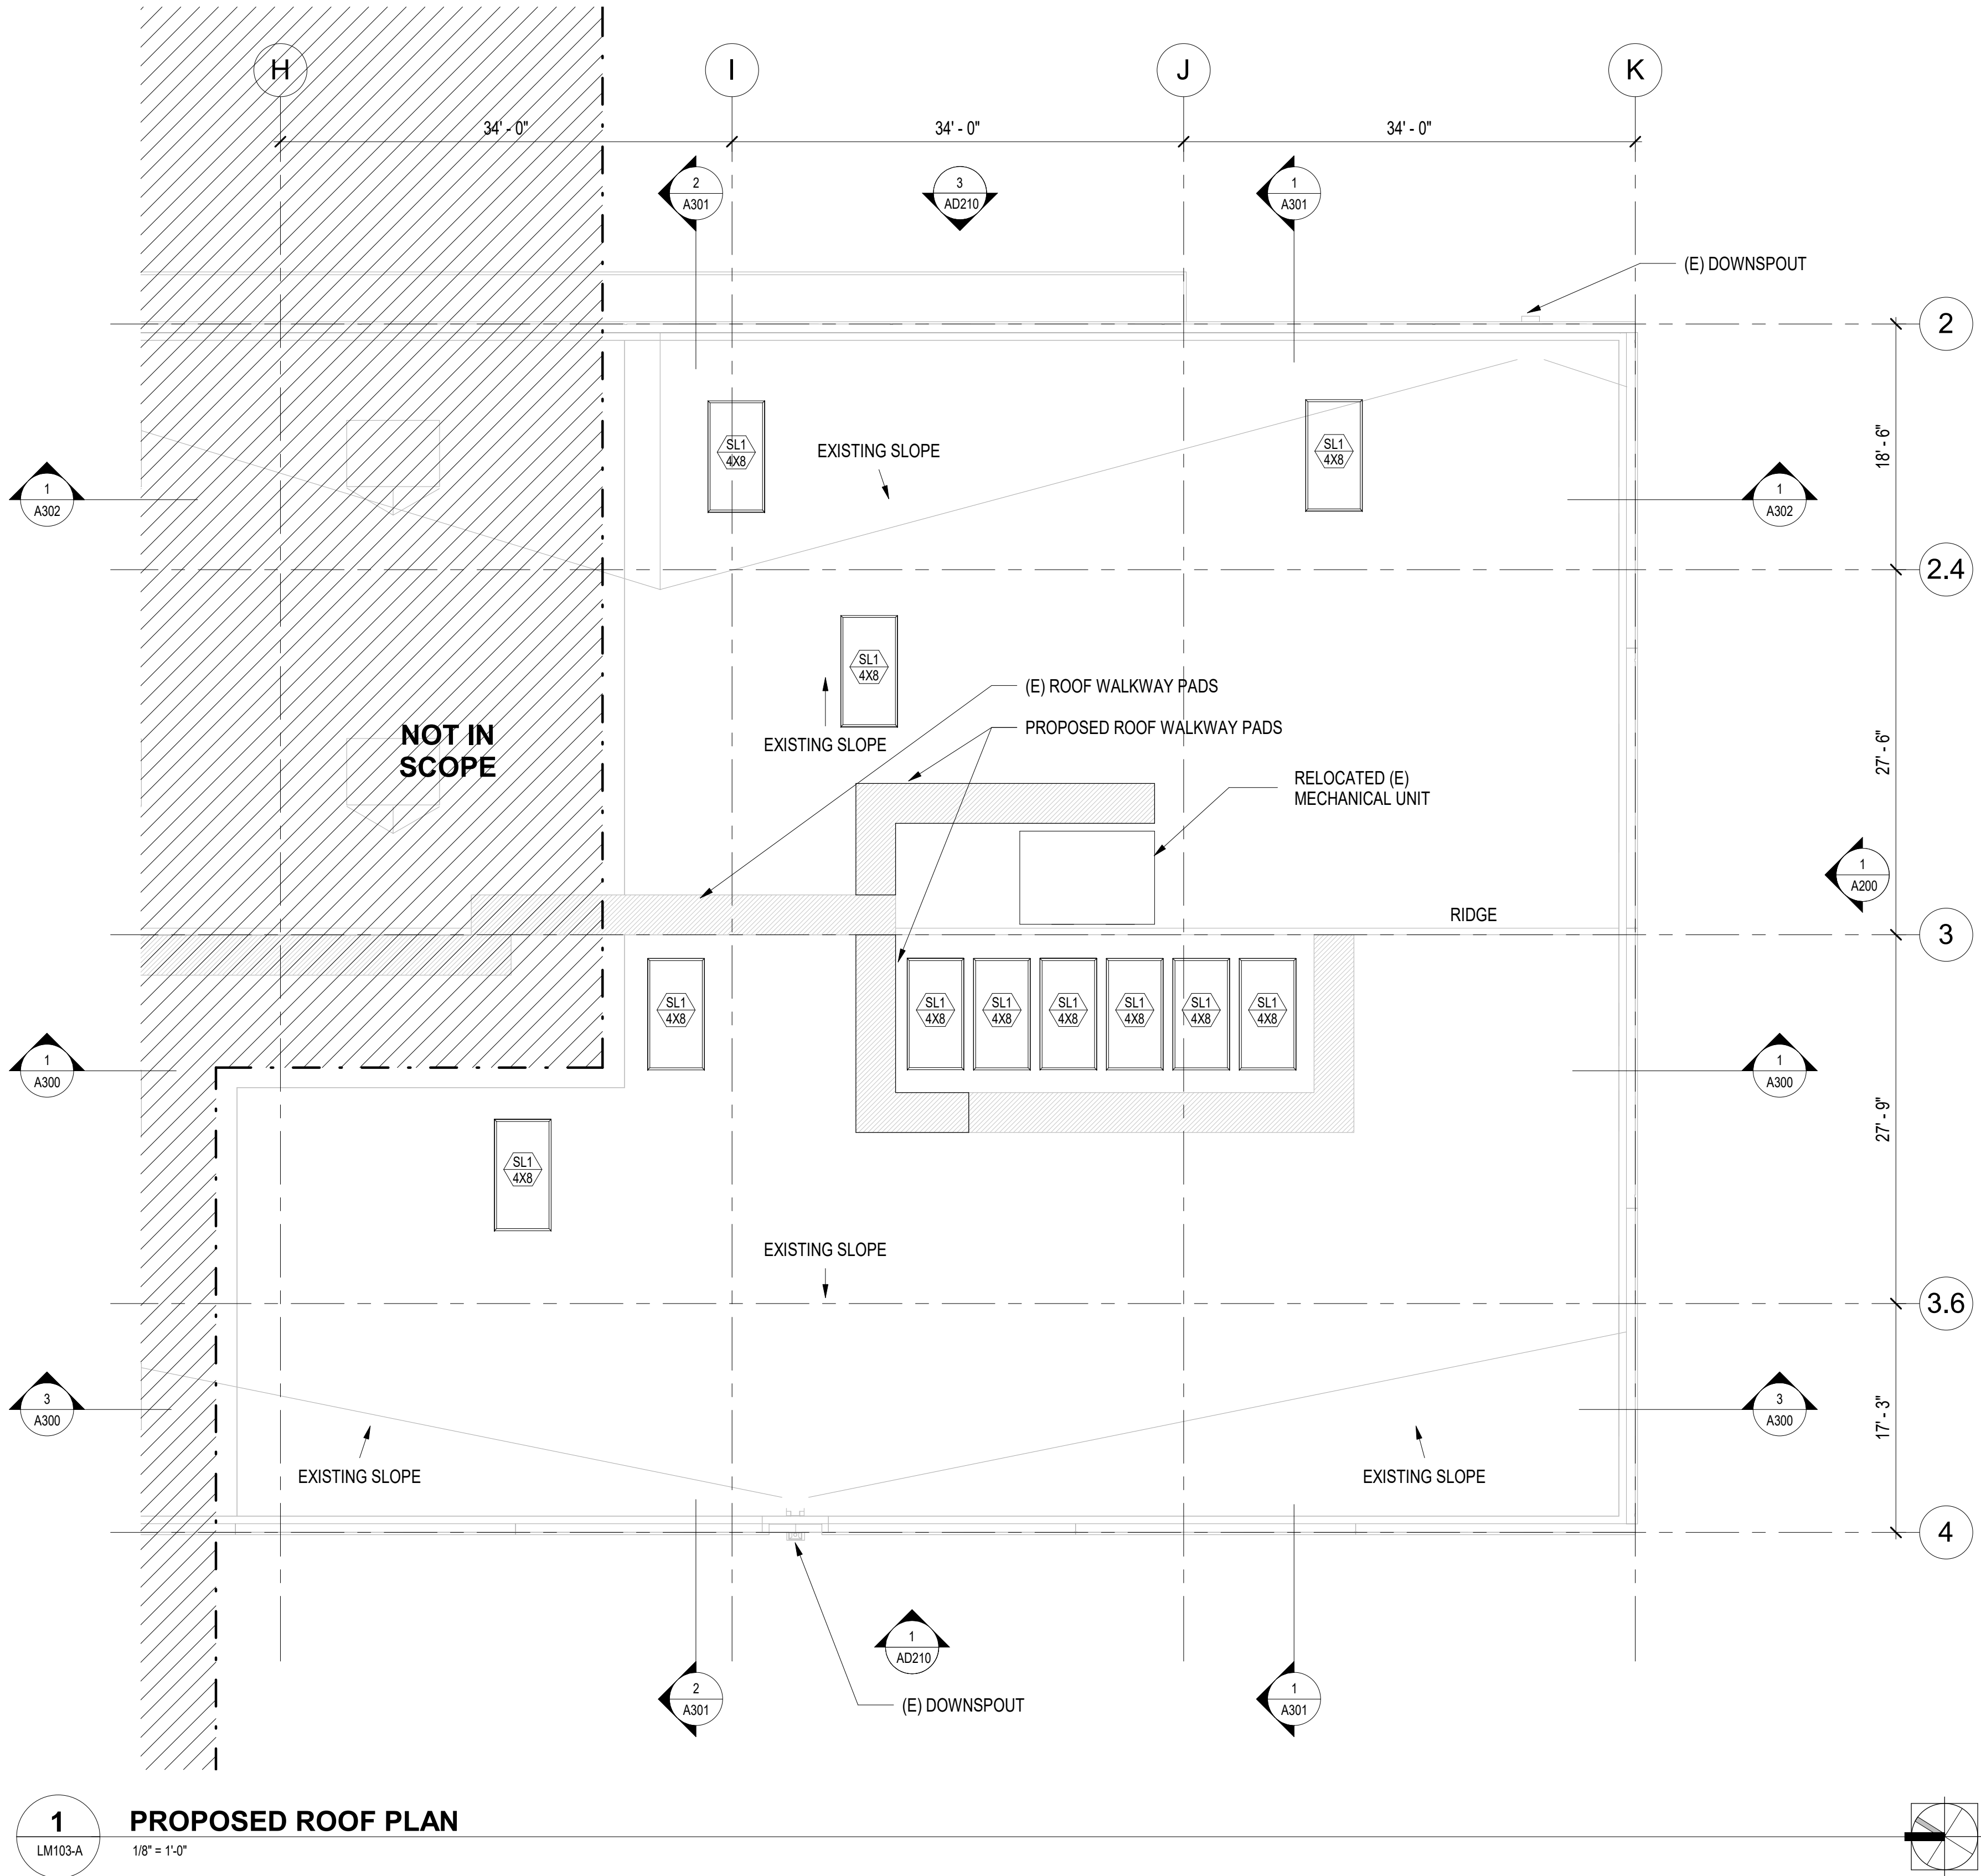 H
I
J
K
34' - 0"
34' - 0"
34' - 0"
2
A301
3
AD210
1
A301
(E) DOWNSPOUT
2
18' - 6"
SL1
4X8
EXISTING SLOPE
SL1
4X8
1
A302
1
A302
2.4
SL1
4X8
(E) ROOF WALKWAY PADS
NOT IN
SCOPE
EXISTING SLOPE
PROPOSED ROOF WALKWAY PADS
27' - 6"
RELOCATED (E)
MECHANICAL UNIT
1
A200
RIDGE
3
SL1
4X8
SL1
4X8
SL1
4X8
SL1
4X8
SL1
4X8
SL1
4X8
SL1
4X8
1
A300
1
A300
27' - 9"
SL1
4X8
EXISTING SLOPE
3.6
3
A300
3
A300
17' - 3"
EXISTING SLOPE
EXISTING SLOPE
4
1
AD210
2
A301
(E) DOWNSPOUT
1
A301
1
LM103-A
PROPOSED ROOF PLAN
1/8" = 1'-0"